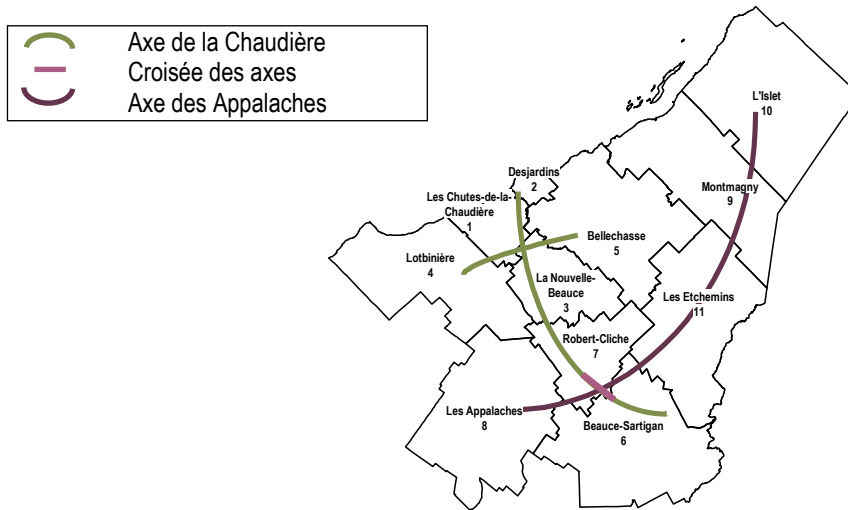 Axe de la Chaudière
Croisée des axes
Axe des Appalaches
L'Islet
10
Desjardins
2
Montmagny
9
Les Chutes-de-la-
Chaudière
1
Bellechasse
5
Lotbinière
4
La Nouvelle-
Beauce
3
Les Etchemins
11
Robert-Cliche
7
Les Appalaches
8
Beauce-Sartigan
6